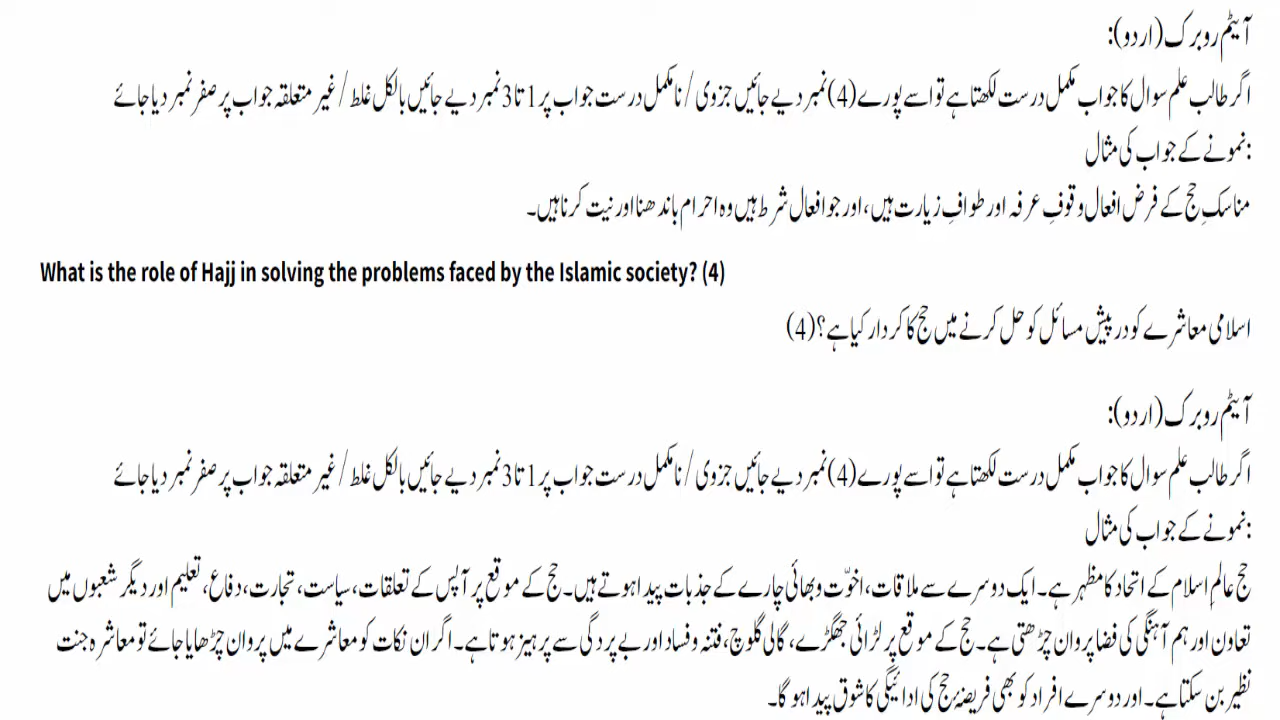 آئیٹم روبرک (اردو):
اگر طالب علم سوال کا جواب مکمل درست لکھتا ہے تو اسے پورے (4) نمبر دیے جائیں جزوی / نا مکمل درست جواب پر 1 تا 3 نمبر دیے جائیں بالکل غلط / غیر متعلقہ جواب پر صفر نمبر دیا جائے
:نمونے کے جواب کی مثال
مناسکِ حج کے فرض افعال وقوفِ عرفہ اور طوافِ زیارت ہیں، اور جو افعال شرط ہیں وہ احرام باندھنا اور نیت کرنا ہیں۔
What is the role of Hajj in solving the problems faced by the Islamic society? (4)
اسلامی معاشرے کو درپیش مسائل کو حل کرنے میں حج کا کردار کیا ہے؟ (4)
آئیٹم روبرک (اردو):
اگر طالب علم سوال کا جواب مکمل درست لکھتا ہے تو اسے پورے (4) نمبر دیے جائیں جزوی / نا مکمل درست جواب پر 1 تا 3 نمبر دیے جائیں بالکل غلط / غیر متعلقہ جواب پر صفر نمبر دیا جائے
:نمونے کے جواب کی مثال
حج عالمِ اسلام کے اتحاد کا مظہر ہے۔ ایک دوسرے سے ملاقات، اخوّت و بھائی چارے کے جذبات پیدا ہوتے ہیں۔ حج کے موقع پر آپس کے تعلقات، سیاست، تجارت، دفاع، تعلیم اور دیگر شعبوں میں
تعاون اور ہم آہنگی کی فضا پروان چڑھتی ہے۔ حج کے موقع پر لڑائی جھگڑے، گالی گلوچ، فتنہ و فساد اور بے پردگی سے پرہیز ہوتا ہے۔ اگر ان نکات کو معاشرے میں پروان چڑھایا جائے تو معاشرہ جنت
نظیر بن سکتا ہے۔ اور دوسرے افراد کو بھی فریضۂ حج کی ادائیگی کا شوق پیدا ہو گا۔